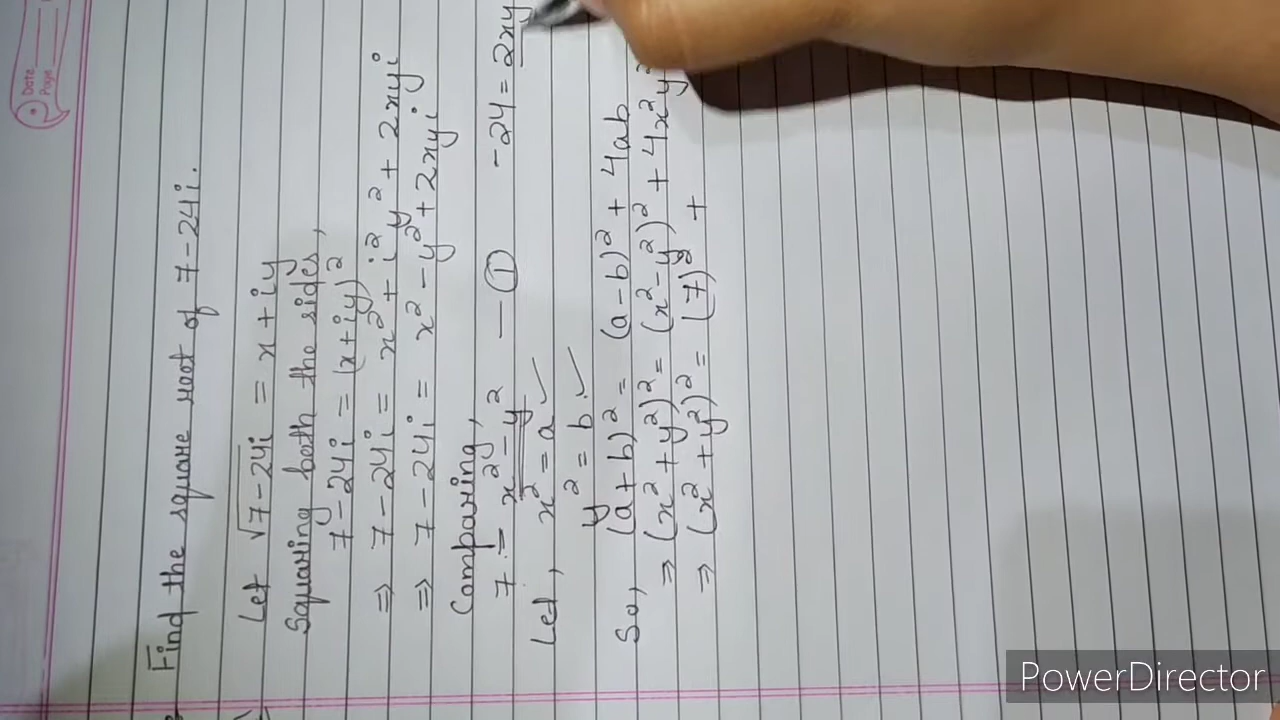 Date
Page
Find the square root of 7-24i.
Let √7-24i = x + iy
Squaring both the sides,
7-24i = (x+iy)²
⇒ 7-24i = x² + i²y² + 2xyi
⇒ 7-24i = x² - y² + 2xyi
Comparing,
7 = x² - y² — ① -24 = 2xy
Let, x² = a ✓
y² = b ✓
So, (a+b)² = (a-b)² + 4ab
⇒ (x² + y²)² = (x² - y²)² + 4x²y²
⇒ (x² + y²)² = (7)² +
PowerDirector